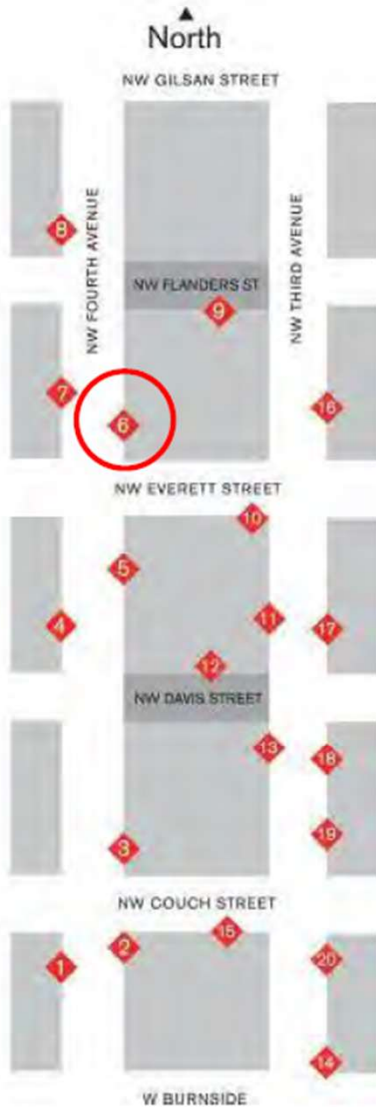 North
NW GILSAN STREET
NW FOURTH AVENUE
NW THIRD AVENUE
8
NW FLANDERS ST
9
7
6
16
NW EVERETT STREET
10
5
4
11
17
12
NW DAVIS STREET
13
18
3
19
NW COUCH STREET
15
2
1
20
14
W BURNSIDE